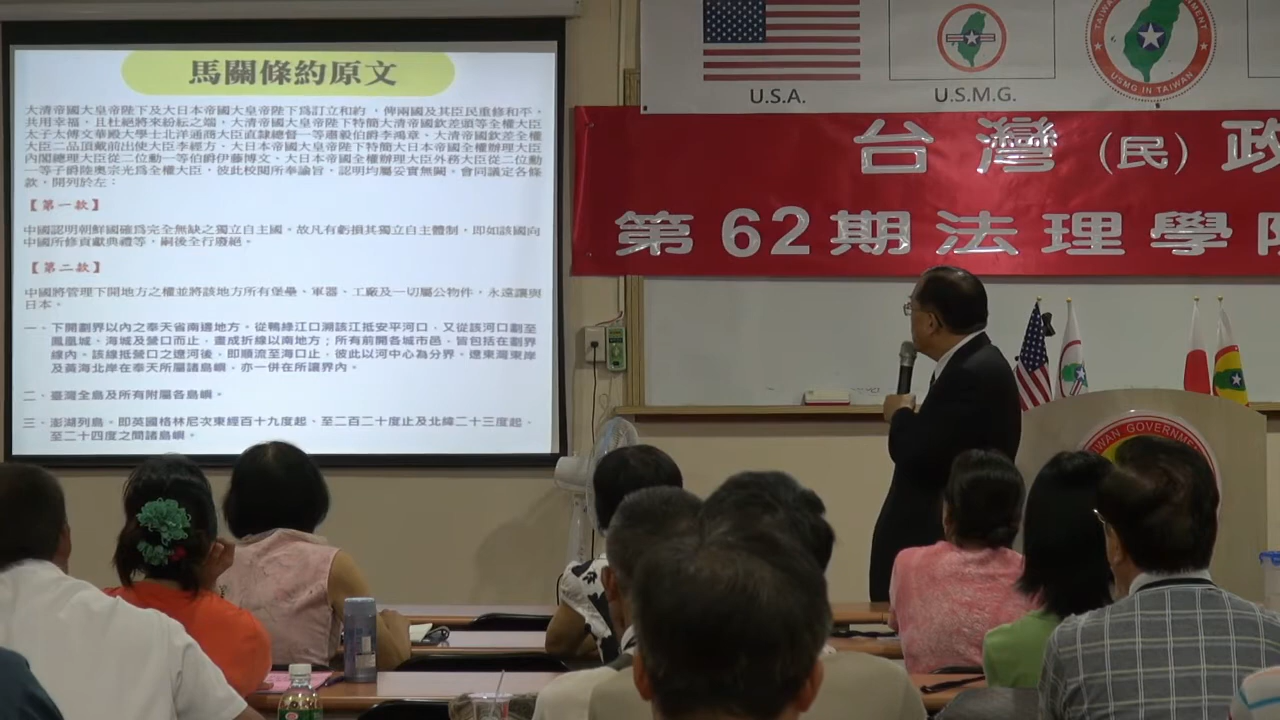 馬關條約原文
大清帝國大皇帝陛下及大日本帝國大皇帝陛下為訂立和約，俾兩國及其臣民重修和平，
共用幸福，且杜絕將來紛紜之端，大清帝國大皇帝陛下特簡大清帝國欽差頭等全權大臣
太子太傅文華殿大學士北洋通商大臣直隸總督一等肅毅伯爵李鴻章、大清帝國欽差全權
大臣二品頂戴前出使大臣李經方、大日本帝國大皇帝陛下特簡大日本帝國全權辦理大臣
內閣總理大臣從二位勳一等伯爵伊藤博文、大日本帝國全權辦理大臣外務大臣從二位勳
一等子爵陸奧宗光為全權大臣，彼此校閱所奉諭旨，認明均屬妥實無闕。會同議定各條
款，開列於左：
【第一款】
中國認明朝鮮國確為完全無缺之獨立自主國。故凡有虧損其獨立自主體制，即如該國向
中國所修貢獻典禮等，嗣後全行廢絕。
【第二款】
中國將管理下開地方之權並將該地方所有堡壘、軍器、工廠及一切屬公物件，永遠讓與
日本。
一、下開劃界以內之奉天省南邊地方。從鴨綠江口溯該江抵安平河口，又從該河口劃至
鳳凰城、海城及營口而止，畫成折線以南地方；所有前開各城市邑，皆包括在劃界
線內。該線抵營口之遼河後，即順流至海口止，彼此以河中心為分界。遼東灣東岸
及黃海北岸在奉天所屬諸島嶼，亦一併在所讓界內。
二、臺灣全島及所有附屬各島嶼。
三、澎湖列島。即英國格林尼次東經百十九度起、至二百二十度止及北緯二十三度起、
至二十四度之間諸島嶼。
U.S.A.
U.S.M.G.
USMG IN TAIWAN
台灣(民)政
第62期法理學
WAN GOVERNMENT